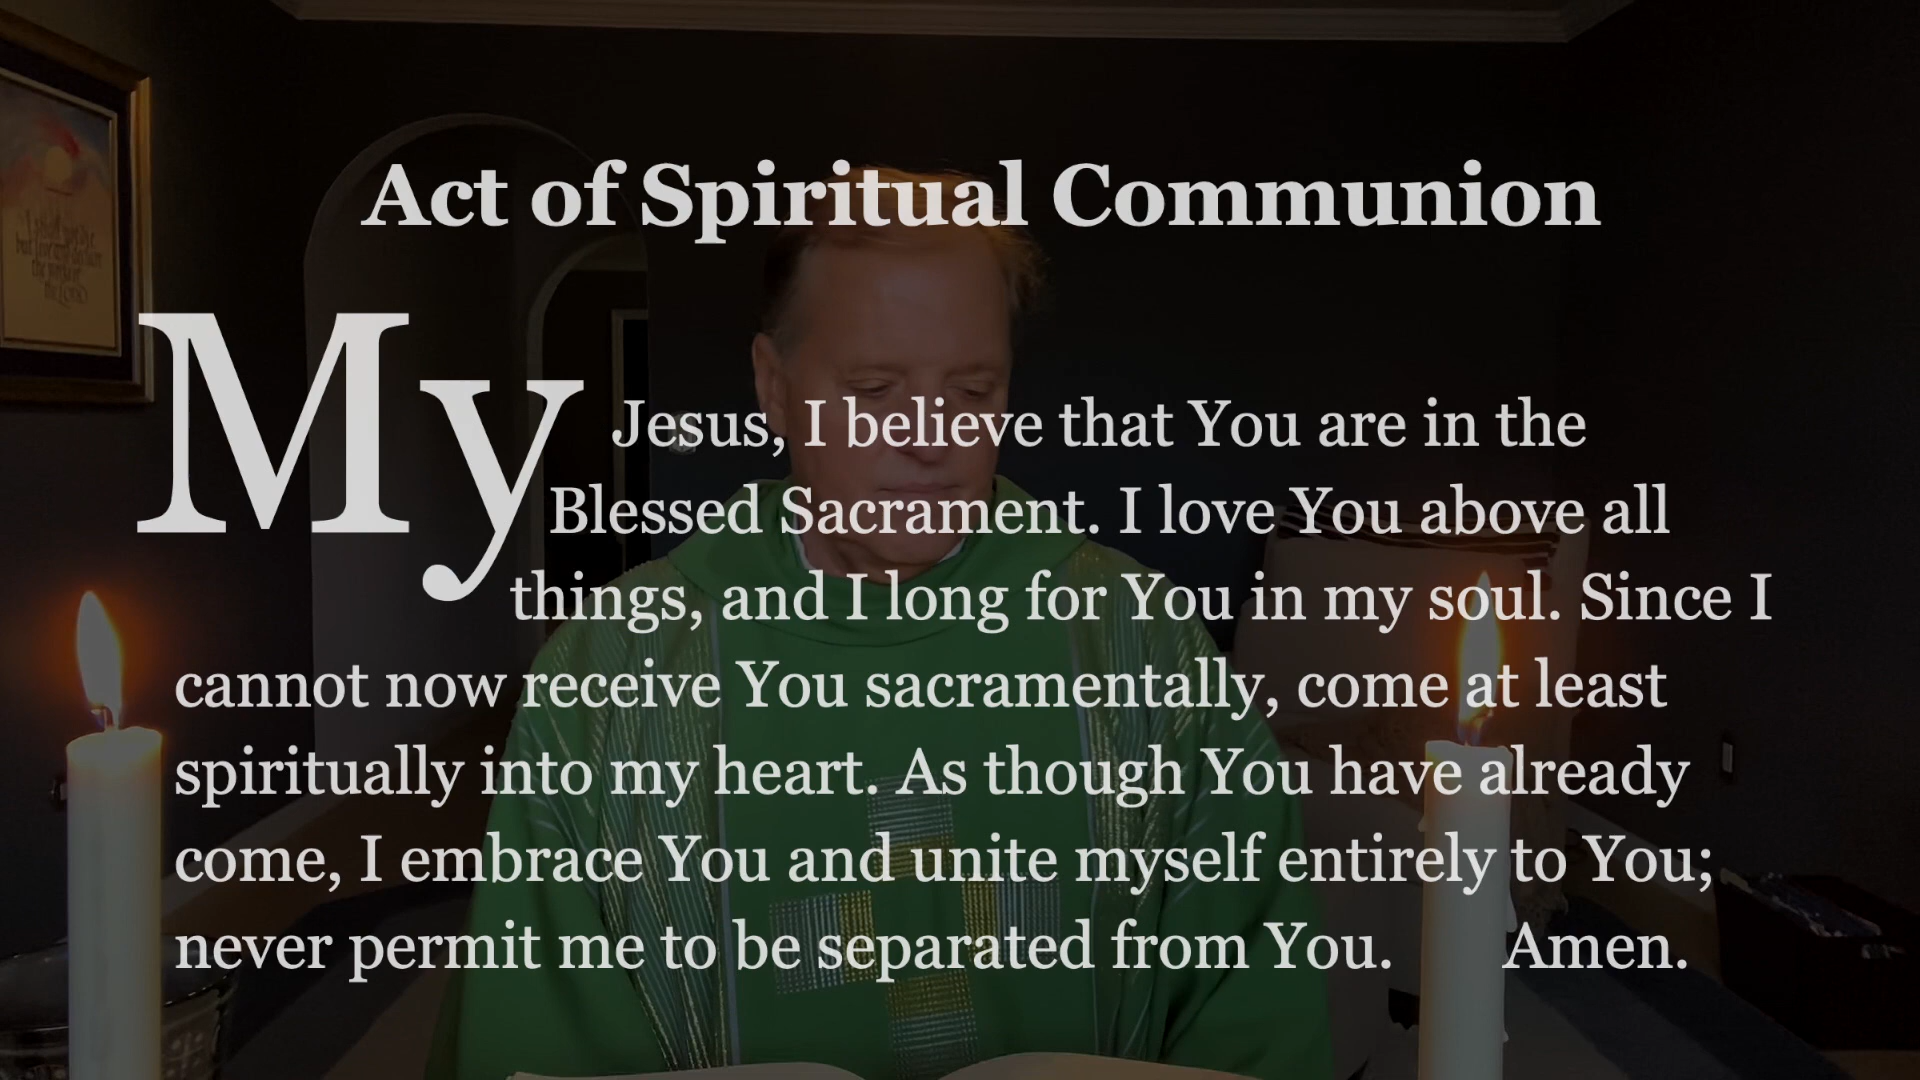 Act of Spiritual Communion
My Jesus, I believe that You are in the
Blessed Sacrament. I love You above all
things, and I long for You in my soul. Since I
cannot now receive You sacramentally, come at least
spiritually into my heart. As though You have already
come, I embrace You and unite myself entirely to You;
never permit me to be separated from You. Amen.
the LORD